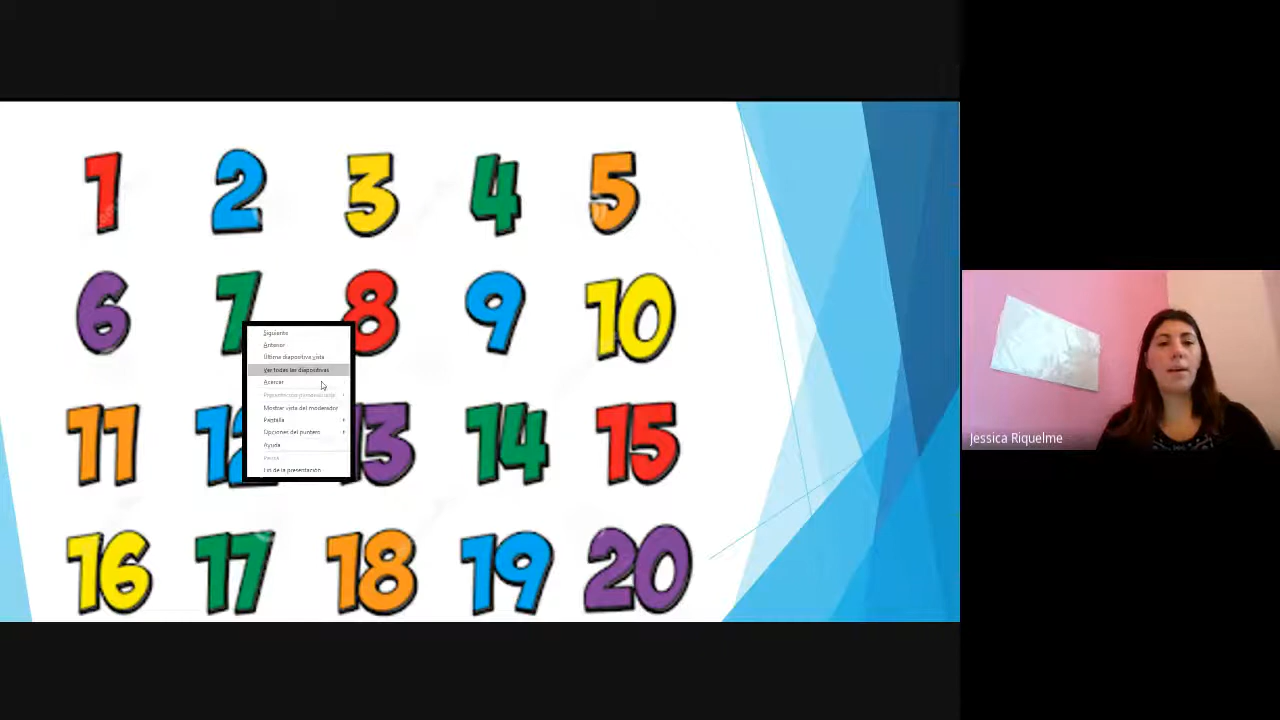 1 2 3 4 5
6 7 8 9 10
Siguiente
Anterior
Última diapositiva vista
Ver todas las diapositivas
Acercar
Mostrar vista del moderador
Pantalla
Opciones del puntero
Ayuda
Pausa
Fin de la presentación
11 12 13 14 15
Jessica Riquelme
16 17 18 19 20